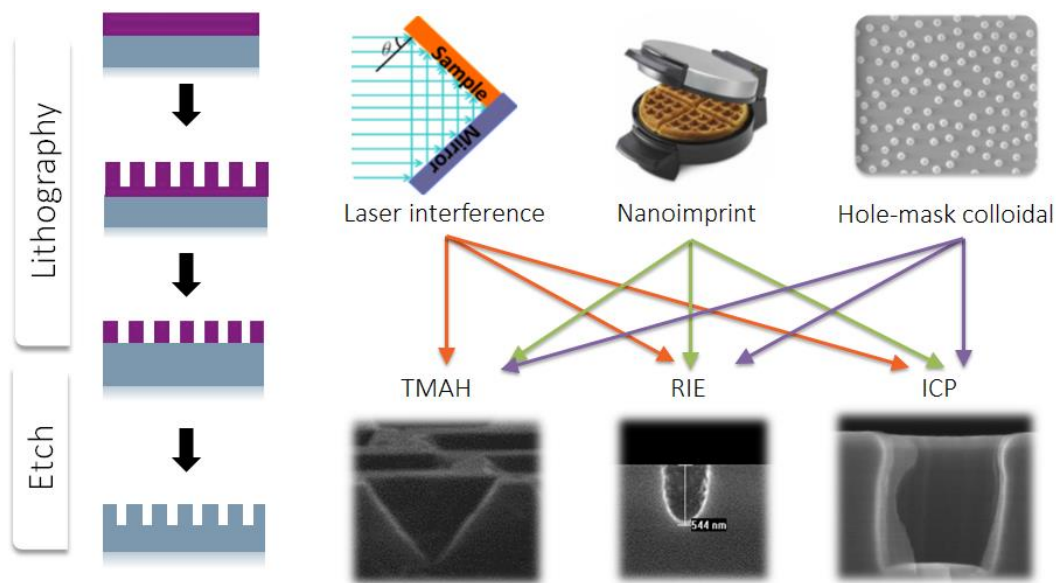 Lithography
Etch
θ
Sample
Mirror
Laser interference
Nanoimprint
Hole-mask colloidal
TMAH
RIE
ICP
544 nm